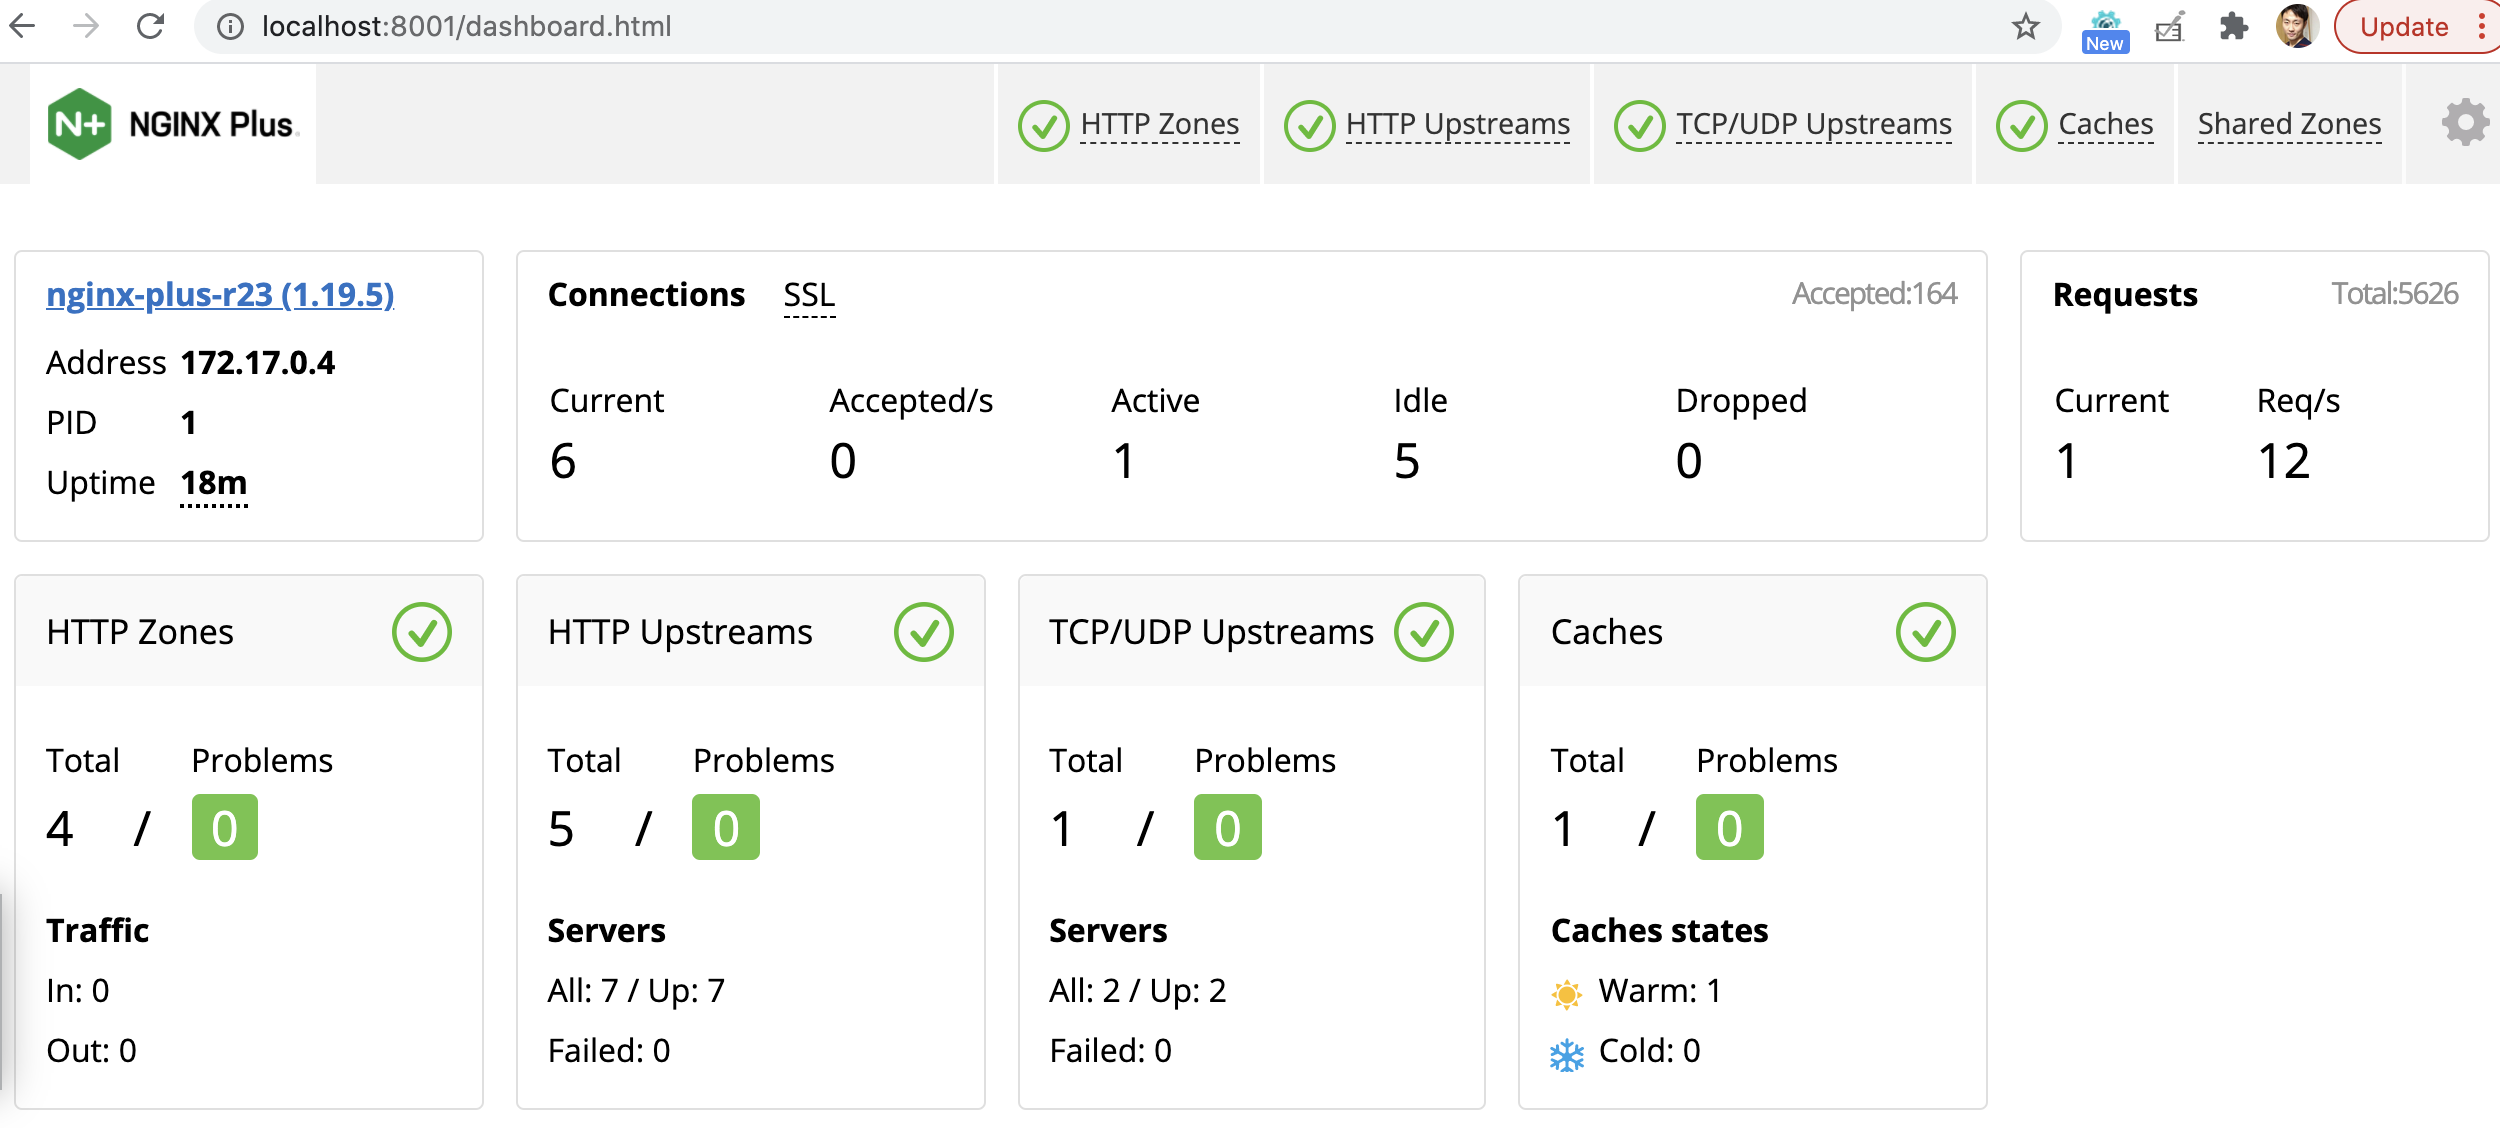 localhost:8001/dashboard.html
New
Update
N+ NGINX Plus
HTTP Zones
HTTP Upstreams
TCP/UDP Upstreams
Caches
Shared Zones
nginx-plus-r23 (1.19.5)
Address 172.17.0.4
PID 1
Uptime 18m
Connections SSL Accepted:164
Current Accepted/s Active Idle Dropped
6 0 1 5 0
Requests Total:5626
Current Req/s
1 12
HTTP Zones
Total Problems
4 / 0
Traffic
In: 0
Out: 0
HTTP Upstreams
Total Problems
5 / 0
Servers
All: 7 / Up: 7
Failed: 0
TCP/UDP Upstreams
Total Problems
1 / 0
Servers
All: 2 / Up: 2
Failed: 0
Caches
Total Problems
1 / 0
Caches states
Warm: 1
Cold: 0